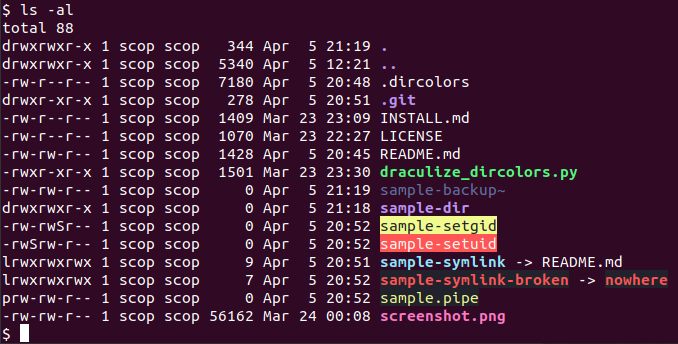 $ ls -al
total 88
drwxrwxr-x 1 scop scop   344 Apr  5 21:19 .
drwxrwxr-x 1 scop scop  5340 Apr  5 12:21 ..
-rw-r--r-- 1 scop scop  7180 Apr  5 20:48 .dircolors
drwxr-xr-x 1 scop scop   278 Apr  5 20:51 .git
-rw-r--r-- 1 scop scop  1409 Mar 23 23:09 INSTALL.md
-rw-r--r-- 1 scop scop  1070 Mar 23 22:27 LICENSE
-rw-rw-r-- 1 scop scop  1428 Apr  5 20:45 README.md
-rwxr-xr-x 1 scop scop  1501 Mar 23 23:30 draculize_dircolors.py
-rw-rw-r-- 1 scop scop     0 Apr  5 21:19 sample-backup~
drwxrwxr-x 1 scop scop     0 Apr  5 21:18 sample-dir
-rw-rwSr-- 1 scop scop     0 Apr  5 20:52 sample-setgid
-rwSrw-r-- 1 scop scop     0 Apr  5 20:52 sample-setuid
lrwxrwxrwx 1 scop scop     9 Apr  5 20:51 sample-symlink -> README.md
lrwxrwxrwx 1 scop scop     7 Apr  5 20:52 sample-symlink-broken -> nowhere
prw-rw-r-- 1 scop scop     0 Apr  5 20:52 sample.pipe
-rw-rw-r-- 1 scop scop 56162 Mar 24 00:08 screenshot.png
$